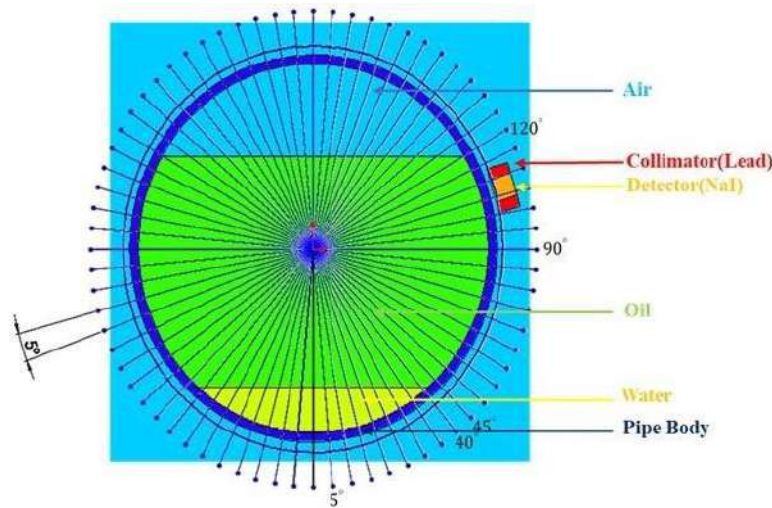 Air
120°
Collimator(Lead)
Detector(NaI)
90°
5°
Oil
Water
45°
40
Pipe Body
5°